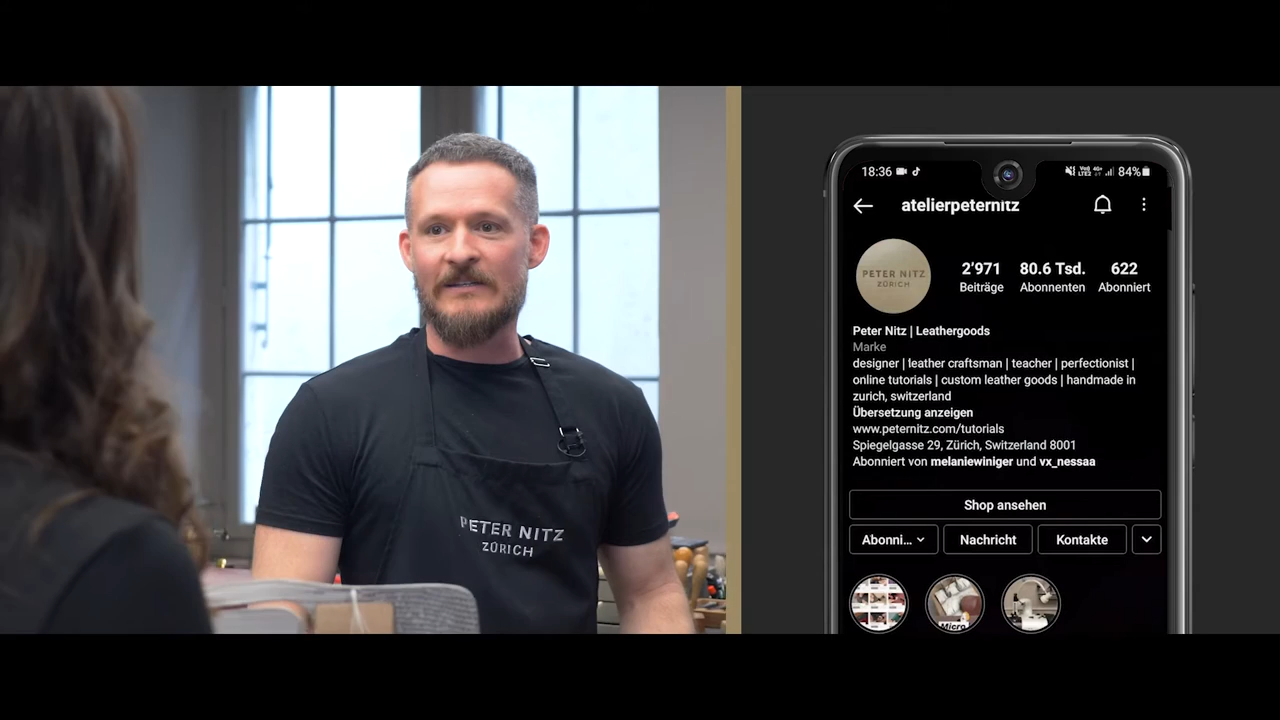 PETER NITZ
ZÜRICH
18:36
84%
atelierpeternitz
PETER NITZ
ZÜRICH
2'971 80.6 Tsd. 622
Beiträge Abonnenten Abonniert
Peter Nitz | Leathergoods
Marke
designer | leather craftsman | teacher | perfectionist |
online tutorials | custom leather goods | handmade in
zurich, switzerland
Übersetzung anzeigen
www.peternitz.com/tutorials
Spiegelgasse 29, Zürich, Switzerland 8001
Abonniert von melaniewiniger und vx_nessaa
Shop ansehen
Abonni... Nachricht Kontakte
Micro